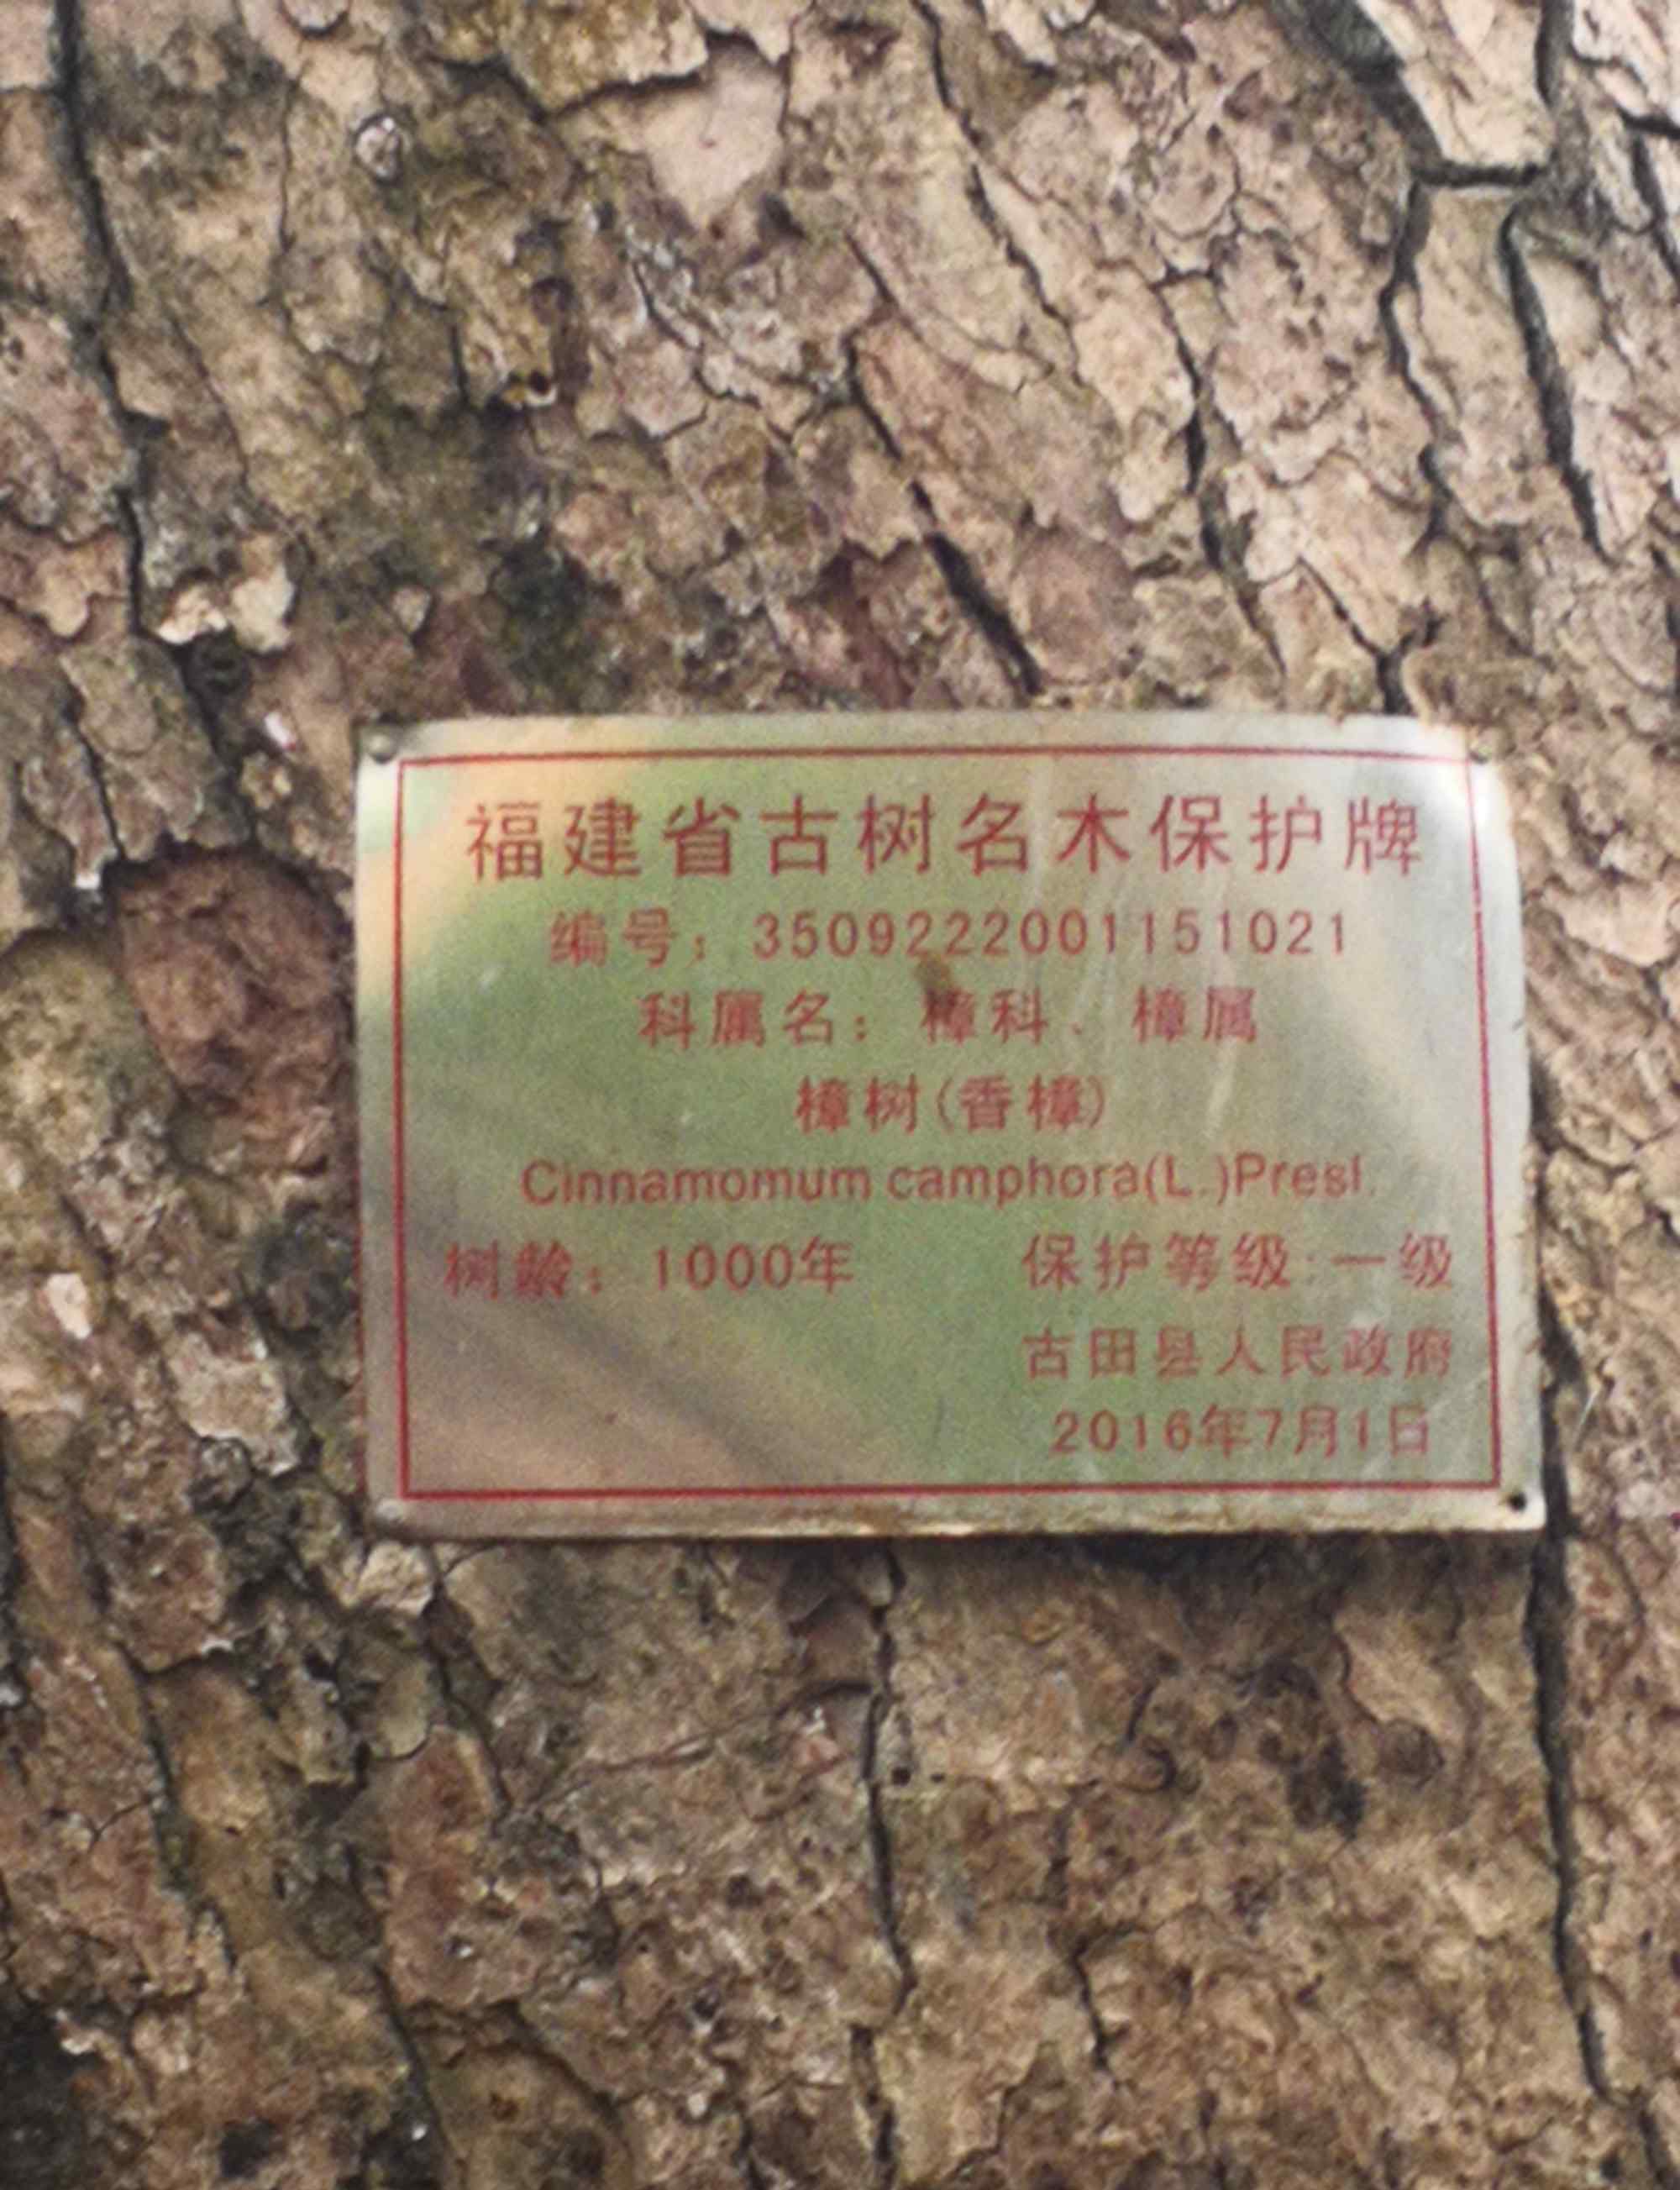 福建省古树名木保护牌
编号：3509222001151021
科属名：樟科、樟属
樟树(香樟)
Cinnamomum camphora(L.)Presl.
树龄：1000年 保护等级:一级
古田县人民政府
2016年7月1日